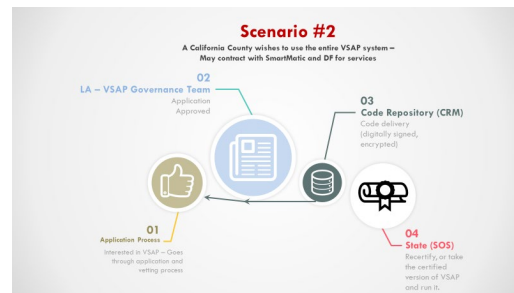 Scenario #2
A California County wishes to use the entire VSAP system –
May contract with SmartMatic and DF for services
02
LA – VSAP Governance Team
Application
Approved
03
Code Repository (CRM)
Code delivery
(digitally signed,
encrypted)
01
Application Process
Interested in VSAP – Goes
through application and
vetting process
04
State (SOS)
Recertify, or take
the certified
version of VSAP
and run it.